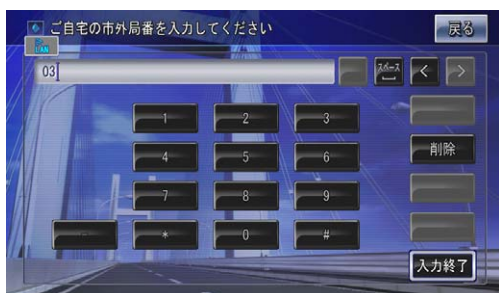 ご自宅の市外局番を入力してください 戻る
LAN
03 スペース < >
1 2 3
4 5 6 削除
7 8 9
- * 0 #
入力終了